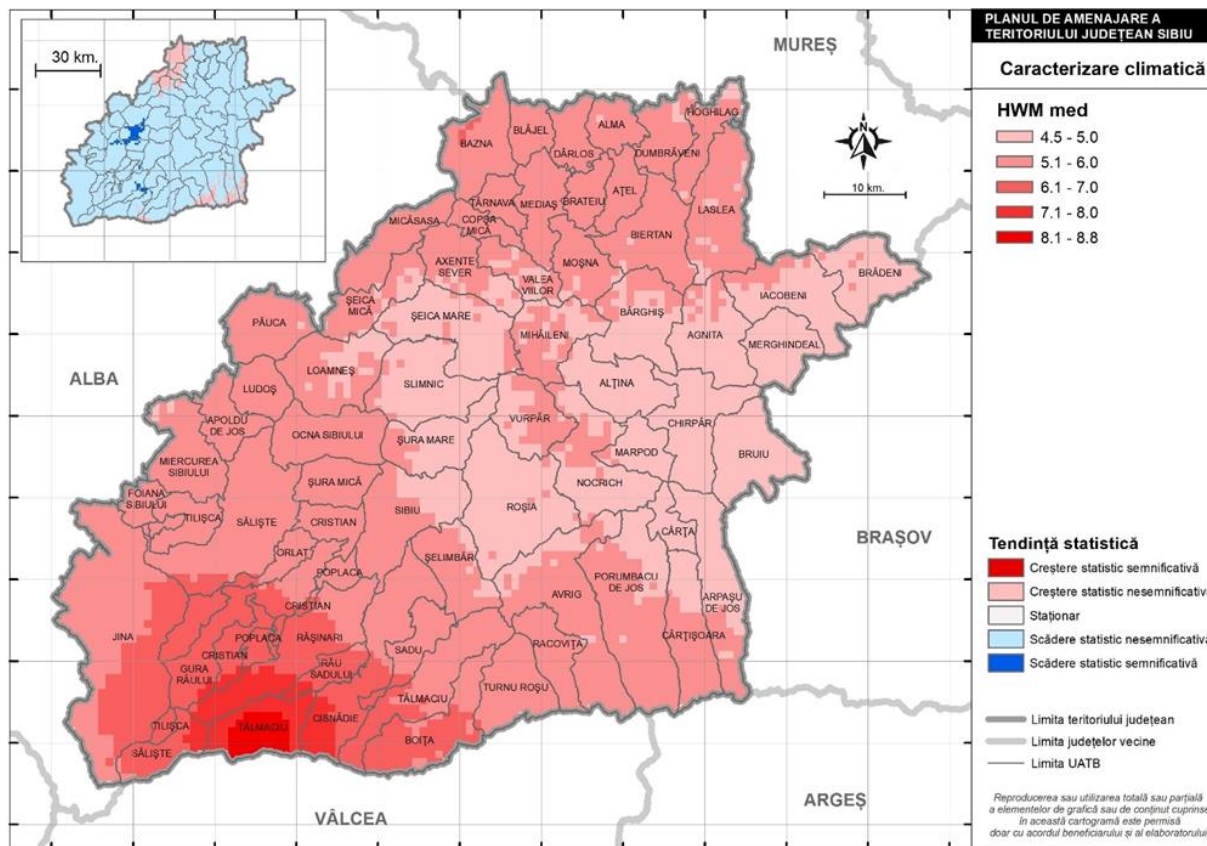 PLANUL DE AMENAJARE A
TERITORIULUI JUDEȚEAN SIBIU
Caracterizare climatică
HWM med
4.5 - 5.0
5.1 - 6.0
6.1 - 7.0
7.1 - 8.0
8.1 - 8.8
30 km.
MUREȘ
N
10 km.
HOGHILAG
BLĂJEL
ALMA
BAZNA
DÂRLOS
DUMBRĂVENI
AȚEL
TÂRNAVA
MEDIAȘ
BRATEIU
LASLEA
MICĂSASA
COPȘA
MICĂ
BIERTAN
AXENTE
SEVER
MOȘNA
BRĂDENI
VALEA
VIILOR
IACOBENI
ȘEICA
MICĂ
ȘEICA MARE
BÂRGHIȘ
PĂUCA
MIHĂILENI
AGNITA
MERGHINDEAL
ALBA
LOAMNEȘ
SLIMNIC
ALȚINA
LUDOȘ
APOLDU
DE JOS
VURPĂR
CHIRPĂR
OCNA SIBIULUI
ȘURA MARE
MARPOD
BRUIU
MIERCUREA
SIBIULUI
ȘURA MICĂ
NOCRICH
FOIANA
SIBIULUI
TILIȘCA
SĂLIȘTE
CRISTIAN
SIBIU
ROȘIA
CÂRȚA
BRAȘOV
ORLAT
ȘELIMBĂR
POPLACA
PORUMBACU
DE JOS
AVRIG
ARPAȘU
DE JOS
CRISTIAN
JINA
POPLACA
RĂȘINARI
CÂRȚIȘOARA
CRISTIAN
SADU
RACOVIȚA
GURA
RÂULUI
RÂU
SADULUI
TURNU ROȘU
TĂLMACIU
TILIȘCA
TĂLMACIU
CISNĂDIE
BOIȚA
SĂLIȘTE
ARGEȘ
VÂLCEA
Tendință statistică
Creștere statistic semnificativă
Creștere statistic nesemnificativă
Staționar
Scădere statistic nesemnificativă
Scădere statistic semnificativă
Limita teritoriului județean
Limita județelor vecine
Limita UATB
Reproducerea sau utilizarea totală sau parțială
a elementelor de grafică sau de conținut cuprinse
în această cartogramă este permisă
doar cu acordul beneficiarului și al elaboratorului